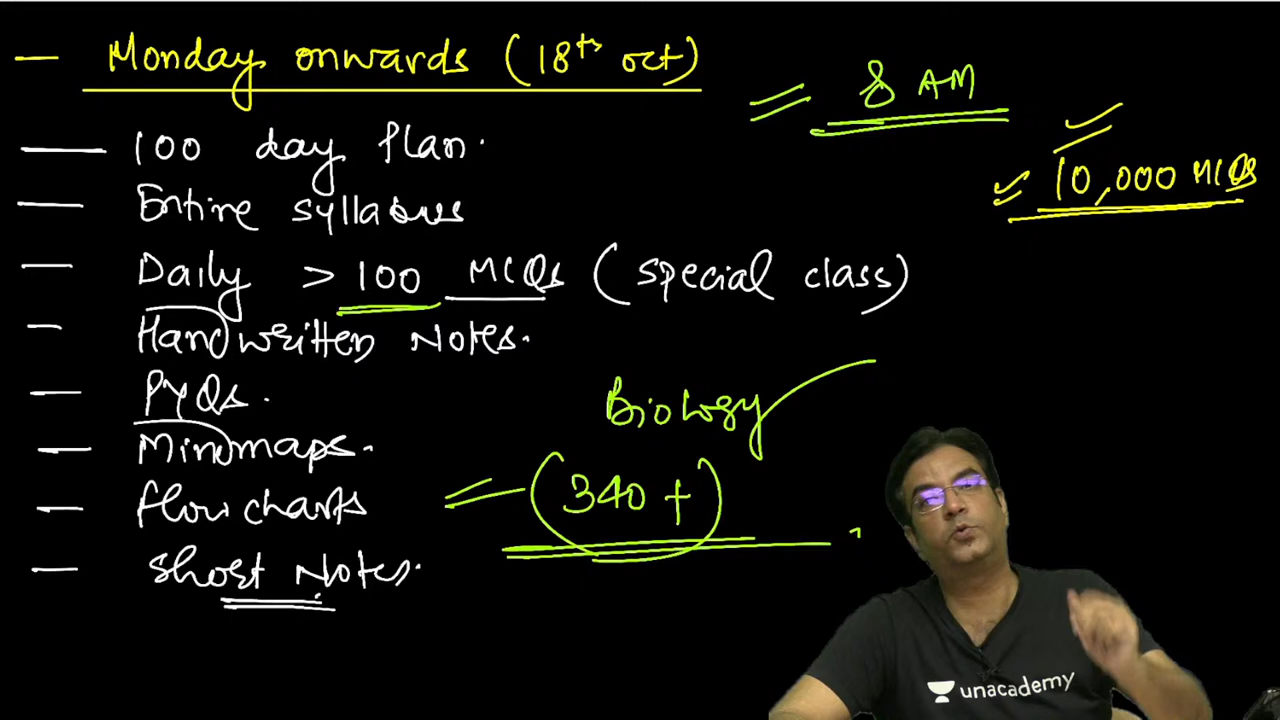 — Monday onwards (18th oct)
= 8 AM
10,000 MCQs
— 100 day plan.
— Entire syllabus
— Daily > 100 MCQs (special class)
— Handwritten Notes.
— PYQs.
Biology
— Mindmaps.
— flowcharts
= (340 +)
— Short Notes.
unacademy